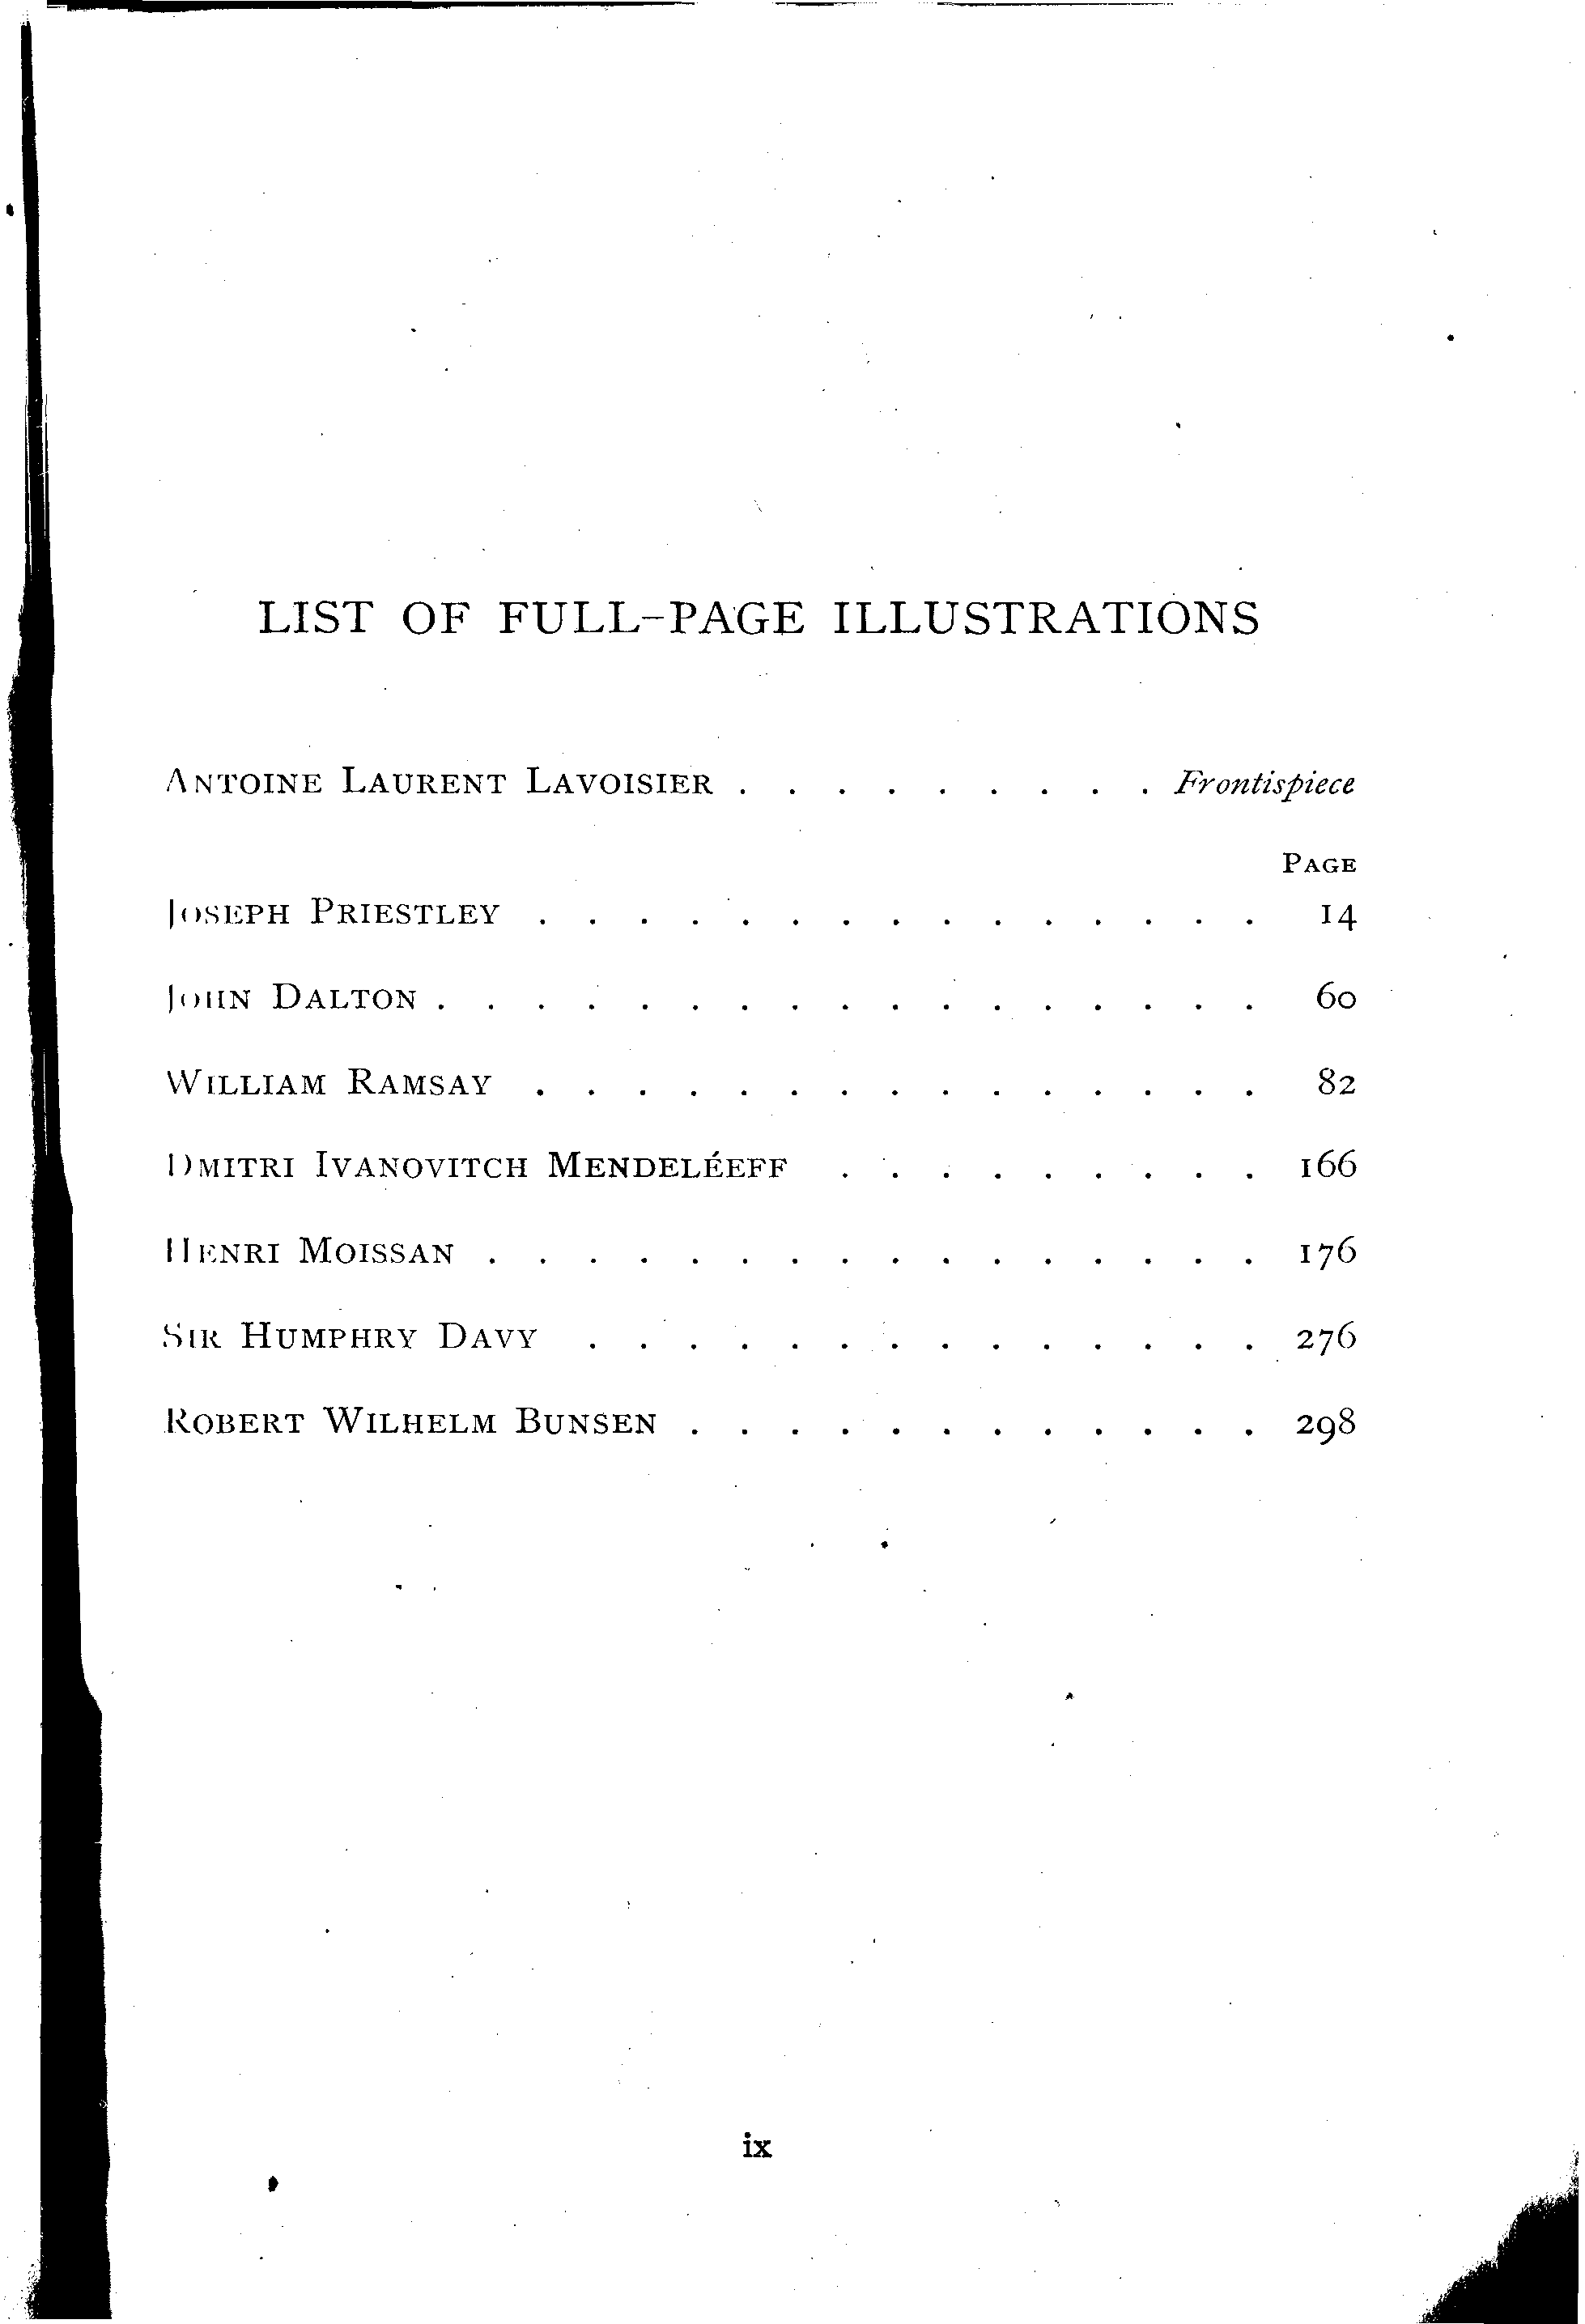 LIST OF FULL-PAGE ILLUSTRATIONS
ANTOINE LAURENT LAVOISIER . . . . . . . . . Frontispiece
PAGE
JOSEPH PRIESTLEY . . . . . . . . . . . . . . . 14
JOHN DALTON . . . . . . . . . . . . . . . . . 60
WILLIAM RAMSAY . . . . . . . . . . . . . . . 82
DMITRI IVANOVITCH MENDELÉEFF . . . . . . . . . 166
HENRI MOISSAN . . . . . . . . . . . . . . . . 176
SIR HUMPHRY DAVY . . . . . . . . . . . . . . 276
ROBERT WILHELM BUNSEN . . . . . . . . . . . . 298
ix